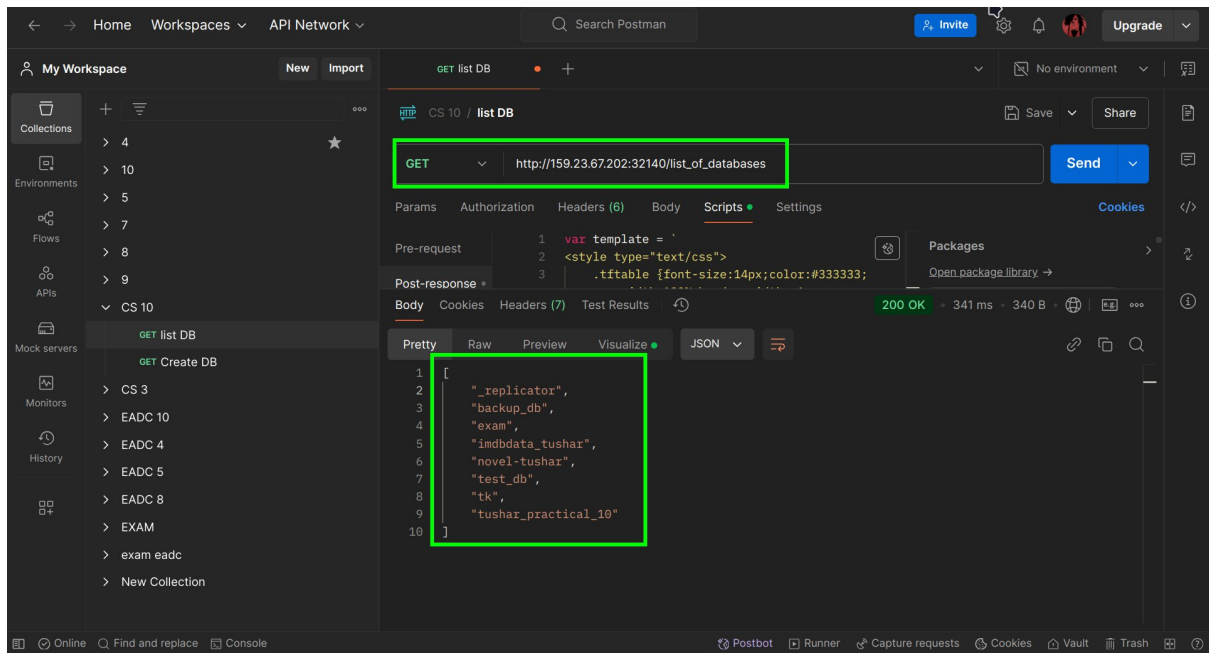 Home Workspaces API Network Search Postman Invite Upgrade
My Workspace New Import GET list DB No environment
Collections
Environments
Flows
APIs
Mock servers
Monitors
History
4
10
5
7
8
9
CS 10
GET list DB
GET Create DB
CS 3
EADC 10
EADC 4
EADC 5
EADC 8
EXAM
exam eadc
New Collection
HTTP CS 10 / list DB Save Share
GET http://159.23.67.202:32140/list_of_databases Send
Params Authorization Headers (6) Body Scripts Settings Cookies
Pre-request
Post-response
1 var template = `
2 <style type="text/css">
3 .tftable {font-size:14px;color:#333333;
Packages
Open package library →
Body Cookies Headers (7) Test Results 200 OK 341 ms 340 B e.g.
Pretty Raw Preview Visualize JSON
1 [
2 "_replicator",
3 "backup_db",
4 "exam",
5 "imdbdata_tushar",
6 "novel-tushar",
7 "test_db",
8 "tk",
9 "tushar_practical_10"
10 ]
Online Find and replace Console Postbot Runner Capture requests Cookies Vault Trash